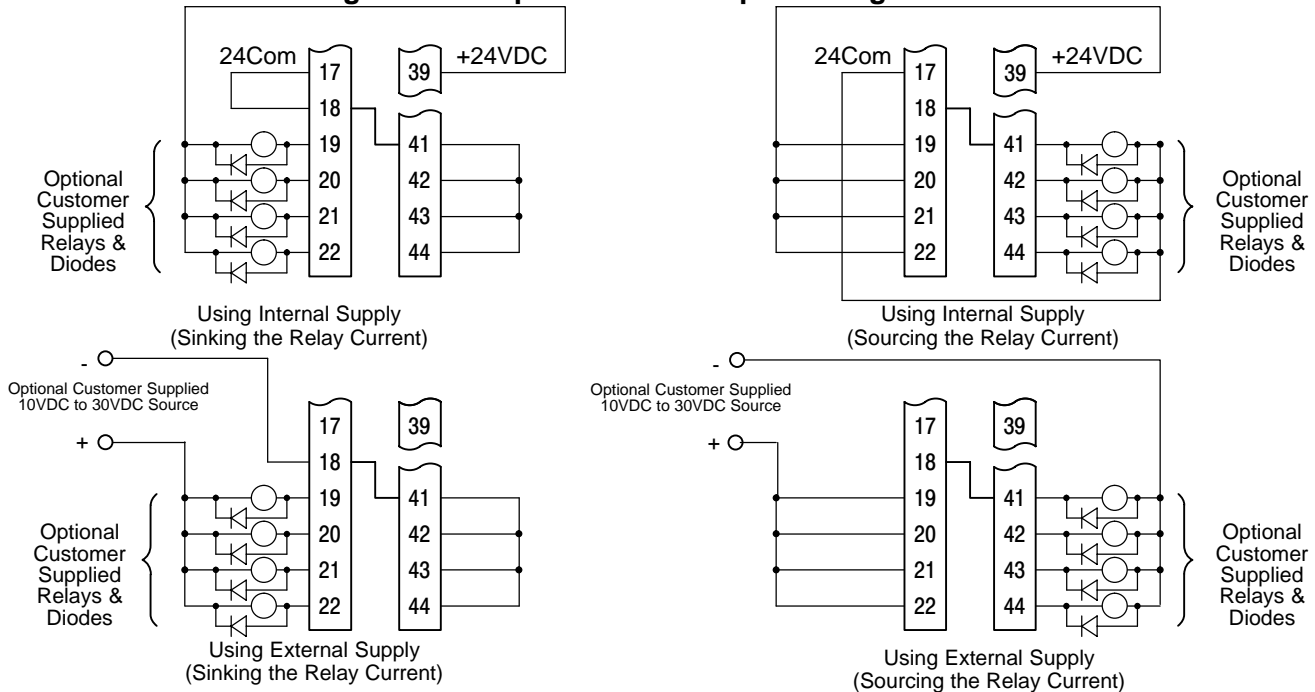 24Com
+24VDC
17
39
18
19
41
20
42
21
43
22
44
Optional
Customer
Supplied
Relays &
Diodes
Using Internal Supply
(Sinking the Relay Current)
24Com
+24VDC
17
39
18
19
41
20
42
21
43
22
44
Optional
Customer
Supplied
Relays &
Diodes
Using Internal Supply
(Sourcing the Relay Current)
-
Optional Customer Supplied
10VDC to 30VDC Source
+
17
39
18
19
41
20
42
21
43
22
44
Optional
Customer
Supplied
Relays &
Diodes
Using External Supply
(Sinking the Relay Current)
-
Optional Customer Supplied
10VDC to 30VDC Source
+
17
39
18
19
41
20
42
21
43
22
44
Optional
Customer
Supplied
Relays &
Diodes
Using External Supply
(Sourcing the Relay Current)